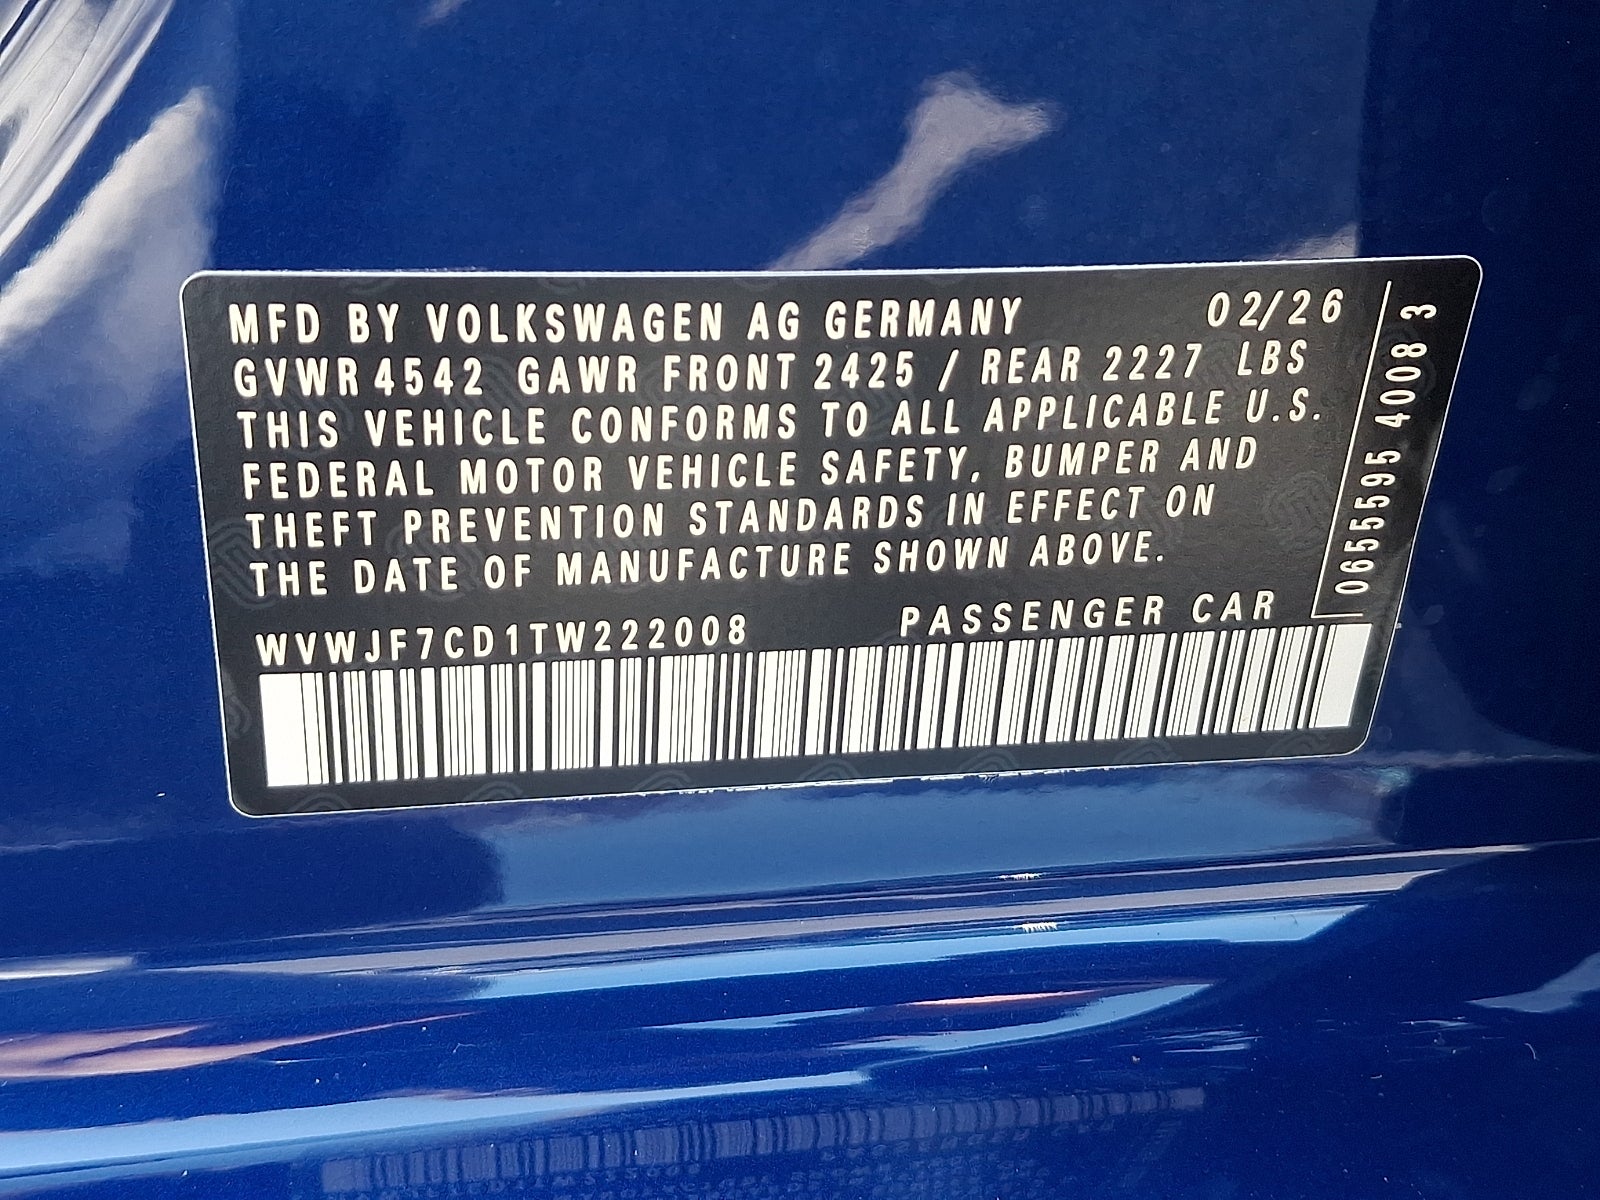 MFD BY VOLKSWAGEN AG GERMANY 02/26
GVWR 4542 GAWR FRONT 2425 / REAR 2227 LBS
THIS VEHICLE CONFORMS TO ALL APPLICABLE U.S.
FEDERAL MOTOR VEHICLE SAFETY, BUMPER AND
THEFT PREVENTION STANDARDS IN EFFECT ON
THE DATE OF MANUFACTURE SHOWN ABOVE.
WVWJF7CD1TW222008 PASSENGER CAR
0655595 4008 3